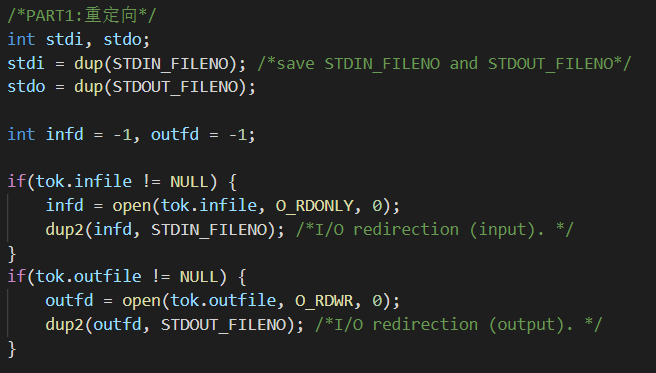 /*PART1:重定向*/
int stdi, stdo;
stdi = dup(STDIN_FILENO); /*save STDIN_FILENO and STDOUT_FILENO*/
stdo = dup(STDOUT_FILENO);
int infd = -1, outfd = -1;
if(tok.infile != NULL) {
infd = open(tok.infile, O_RDONLY, 0);
dup2(infd, STDIN_FILENO); /*I/O redirection (input). */
}
if(tok.outfile != NULL) {
outfd = open(tok.outfile, O_RDWR, 0);
dup2(outfd, STDOUT_FILENO); /*I/O redirection (output). */
}